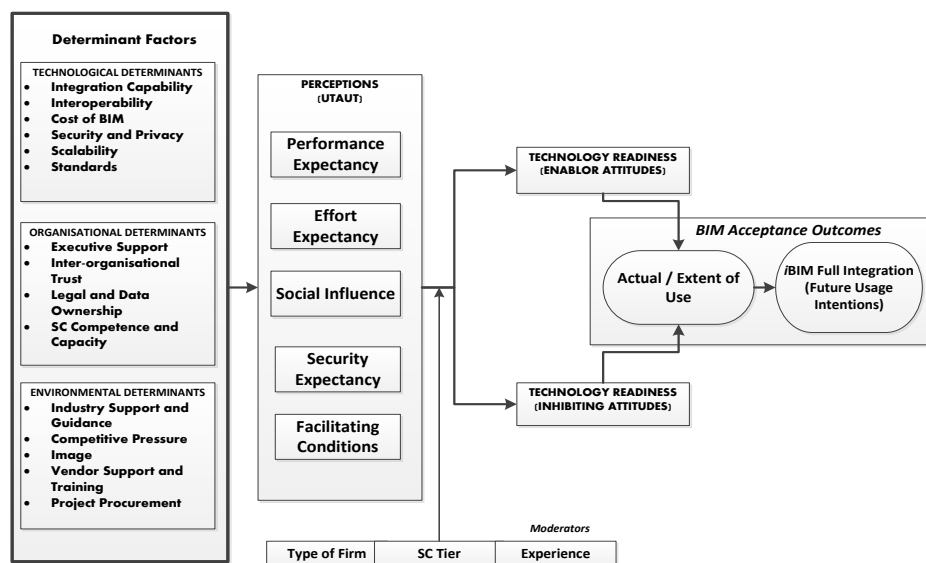 Determinant Factors
TECHNOLOGICAL DETERMINANTS
• Integration Capability
• Interoperability
• Cost of BIM
• Security and Privacy
• Scalability
• Standards
ORGANISATIONAL DETERMINANTS
• Executive Support
• Inter-organisational
Trust
• Legal and Data
Ownership
• SC Competence and
Capacity
ENVIRONMENTAL DETERMINANTS
• Industry Support and
Guidance
• Competitive Pressure
• Image
• Vendor Support and
Training
• Project Procurement
PERCEPTIONS
(UTAUT)
Performance
Expectancy
Effort
Expectancy
Social Influence
Security
Expectancy
Facilitating
Conditions
Moderators
Type of Firm
SC Tier
Experience
TECHNOLOGY READINESS
(ENABLOR ATTITUDES)
BIM Acceptance Outcomes
Actual / Extent of
Use
iBIM Full Integration
(Future Usage
Intentions)
TECHNOLOGY READINESS
(INHIBITING ATTITUDES)